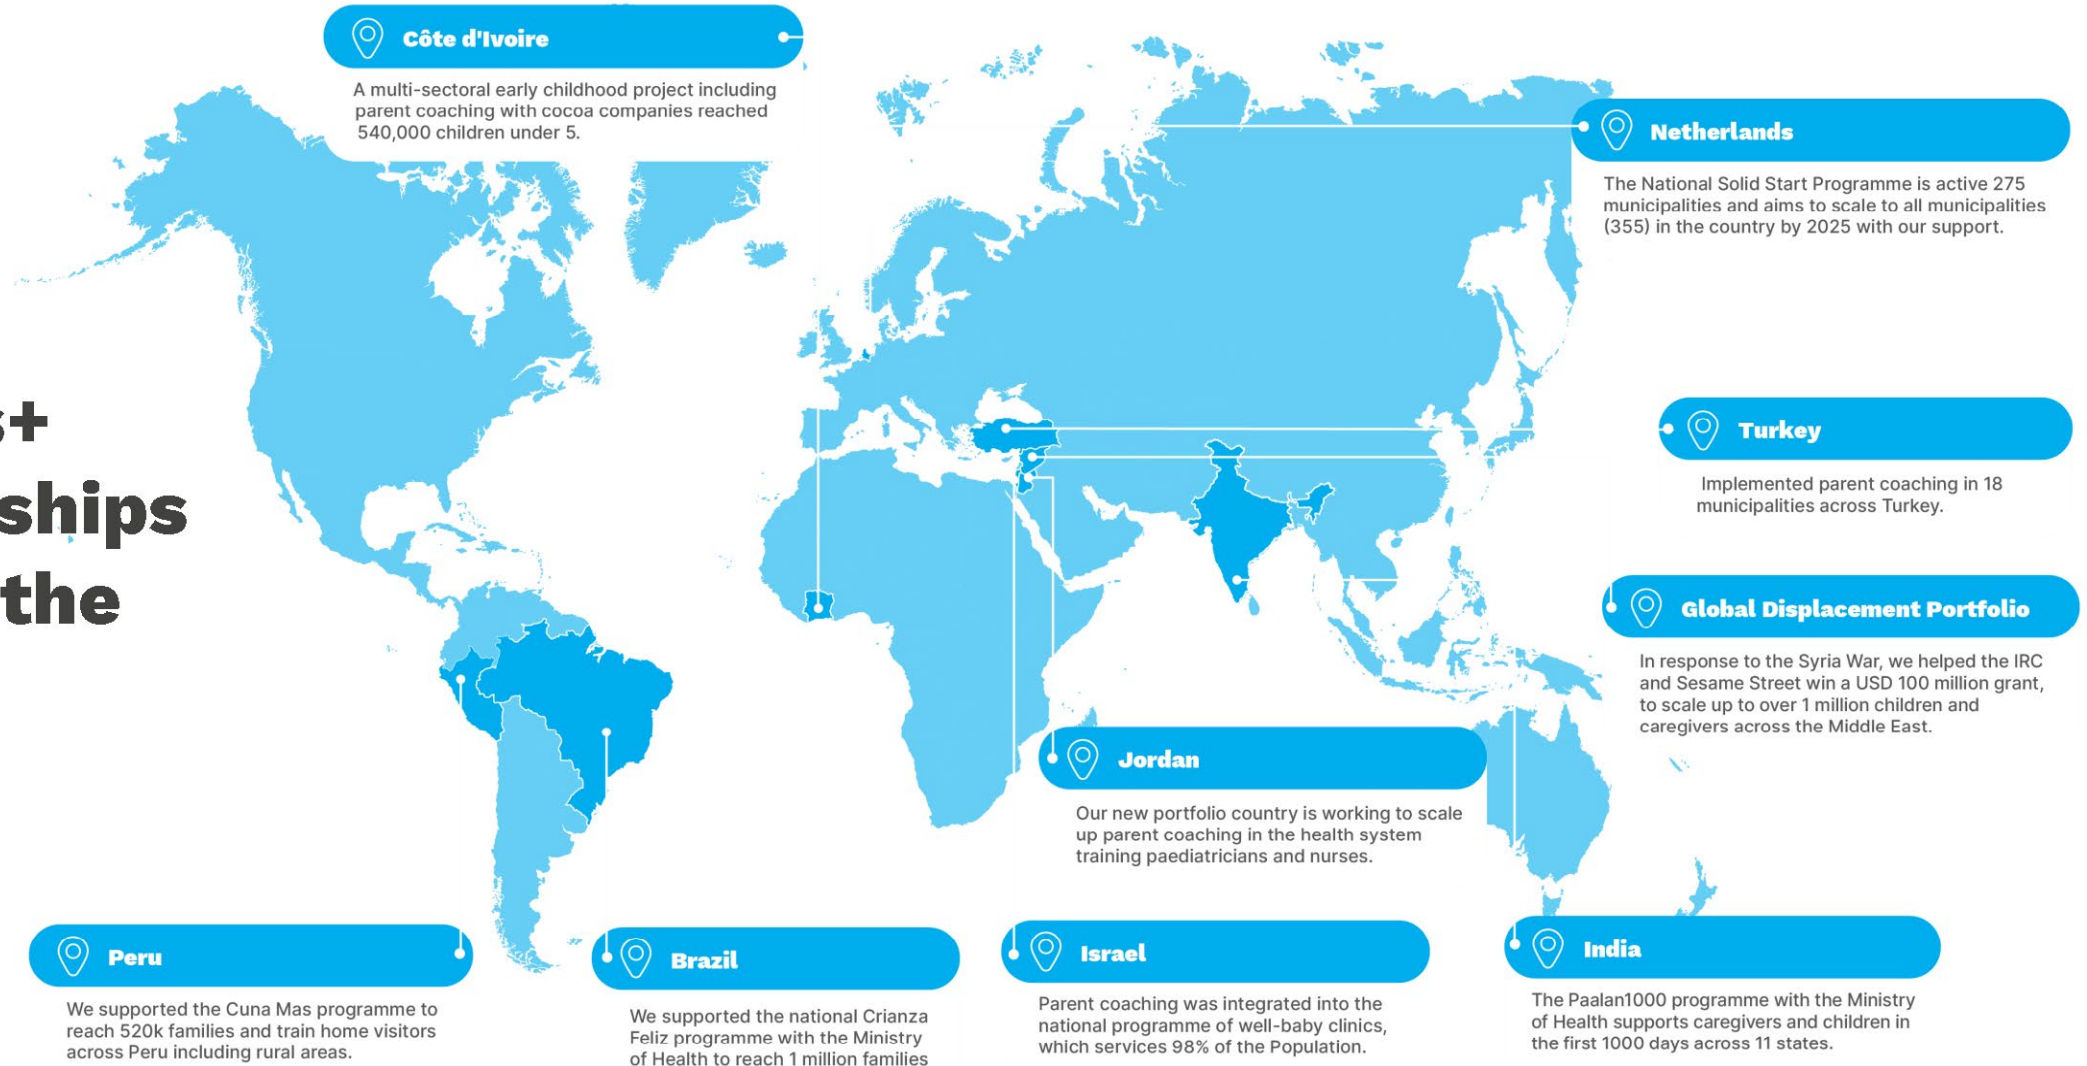 Côte d'Ivoire
A multi-sectoral early childhood project including
parent coaching with cocoa companies reached
540,000 children under 5.
Netherlands
The National Solid Start Programme is active 275
municipalities and aims to scale to all municipalities
(355) in the country by 2025 with our support.
s+
ships
the
Turkey
Implemented parent coaching in 18
municipalities across Turkey.
Global Displacement Portfolio
In response to the Syria War, we helped the IRC
and Sesame Street win a USD 100 million grant,
to scale up to over 1 million children and
caregivers across the Middle East.
Jordan
Our new portfolio country is working to scale
up parent coaching in the health system
training paediatricians and nurses.
Peru
We supported the Cuna Mas programme to
reach 520k families and train home visitors
across Peru including rural areas.
Brazil
We supported the national Crianza
Feliz programme with the Ministry
of Health to reach 1 million families
Israel
Parent coaching was integrated into the
national programme of well-baby clinics,
which services 98% of the Population.
India
The Paalan1000 programme with the Ministry
of Health supports caregivers and children in
the first 1000 days across 11 states.